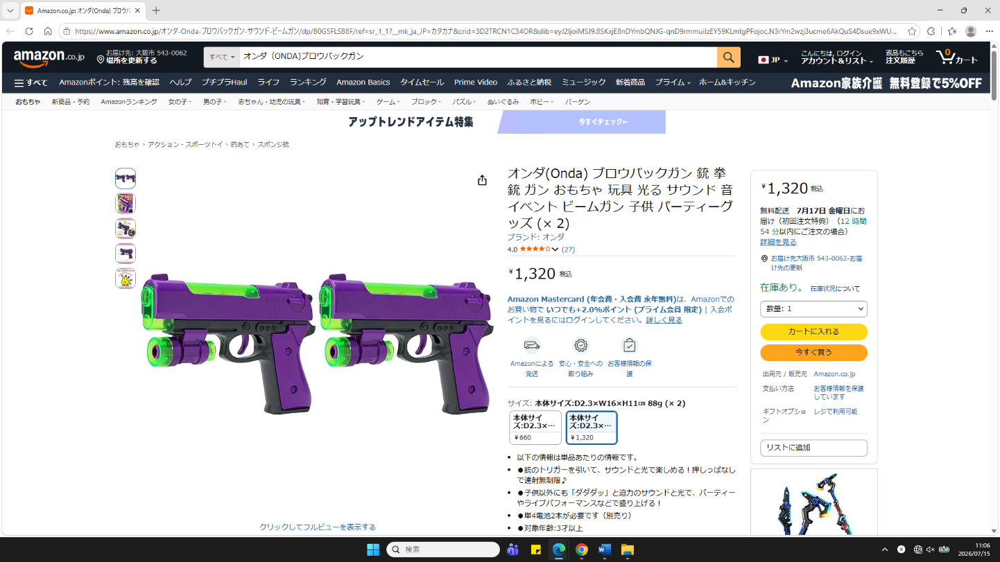 Amazon.co.jp: オンダ(Onda) ブロウバ
https://www.amazon.co.jp/オンダ-Onda-ブロウバックガン-サウンド-ビームガン/dp/B0G5FLSB8F/ref=sr_1_1?__mk_ja_JP=カタカナ&crid=3D2TRCN1C34OR&dib=eyJ2IjoiMSJ9.8SKxjE8nDYmbQNJG-qnD9rmmuiIzEY59KLmtgPFojoc.N3rYm2wzj3ucme6AkQuS4Dsue9xWU...
amazon.co.jp
お届け先: 大阪市 543-0062
場所を更新する
すべて
オンダ（ONDA)ブロウバックガン
JP
こんにちは, ログイン
アカウント&リスト
返品もこちら
注文履歴
0
カート
すべて
Amazonポイント: 残高を確認
ヘルプ
プチプラHaul
ライフ
ランキング
Amazon Basics
タイムセール
Prime Video
ふるさと納税
ミュージック
新着商品
プライム
ホーム&キッチン
Amazon家族介護 無料登録で5%OFF
おもちゃ
新商品・予約
Amazonランキング
女の子
男の子
赤ちゃん・幼児の玩具
知育・学習玩具
ゲーム
ブロック
パズル
ぬいぐるみ
ホビー
バーゲン
アップトレンドアイテム特集
今すぐチェック
おもちゃ › アクション・スポーツトイ › 的あて › スポンジ銃
オンダ(Onda) ブロウバックガン 銃 拳
銃 ガン おもちゃ 玩具 光る サウンド 音
イベント ビームガン 子供 パーティーグ
ッズ (× 2)
ブランド: オンダ
4.0 (27)
¥1,320 税込
Amazon Mastercard (年会費・入会費 永年無料)は、Amazonでの
お買い物で いつでも+2.0%ポイント (プライム会員 限定) | 入会ポ
イントを見るにはログインしてください。詳しく見る
Amazonによる
発送
安心・安全への
取り組み
お客様情報の保
護
サイズ: 本体サイズ:D2.3×W16×H11㎝ 88g (× 2)
本体サイ
ズ:D2.3×…
¥660
本体サイ
ズ:D2.3×…
¥1,320
• 以下の情報は単品あたりの情報です。
• ●銃のトリガーを引いて、サウンドと光で楽しめる！押しっぱなし
で連射無制限♪
• ●子供以外にも「ダダダッ」と迫力のサウンドと光で、パーティー
やライブパフォーマンスなどで盛り上げる！
• ●単4電池2本が必要です（別売り）
• ●対象年齢:3才以上
クリックしてフルビューを表示する
¥1,320 税込
無料配送 7月17日 金曜日にお
届け（初回注文特典）（12 時間
54 分以内にご注文の場合）
詳細を見る
お届け先大阪市 543-0062-お届
け先の更新
在庫あり。 在庫状況について
数量: 1
カートに入れる
今すぐ買う
出荷元 / 販売元 Amazon.co.jp
支払い方法 お客様情報を保護
しています
ギフトオプショ レジで利用可能
ン
リストに追加
検索
11:06
2026/07/15